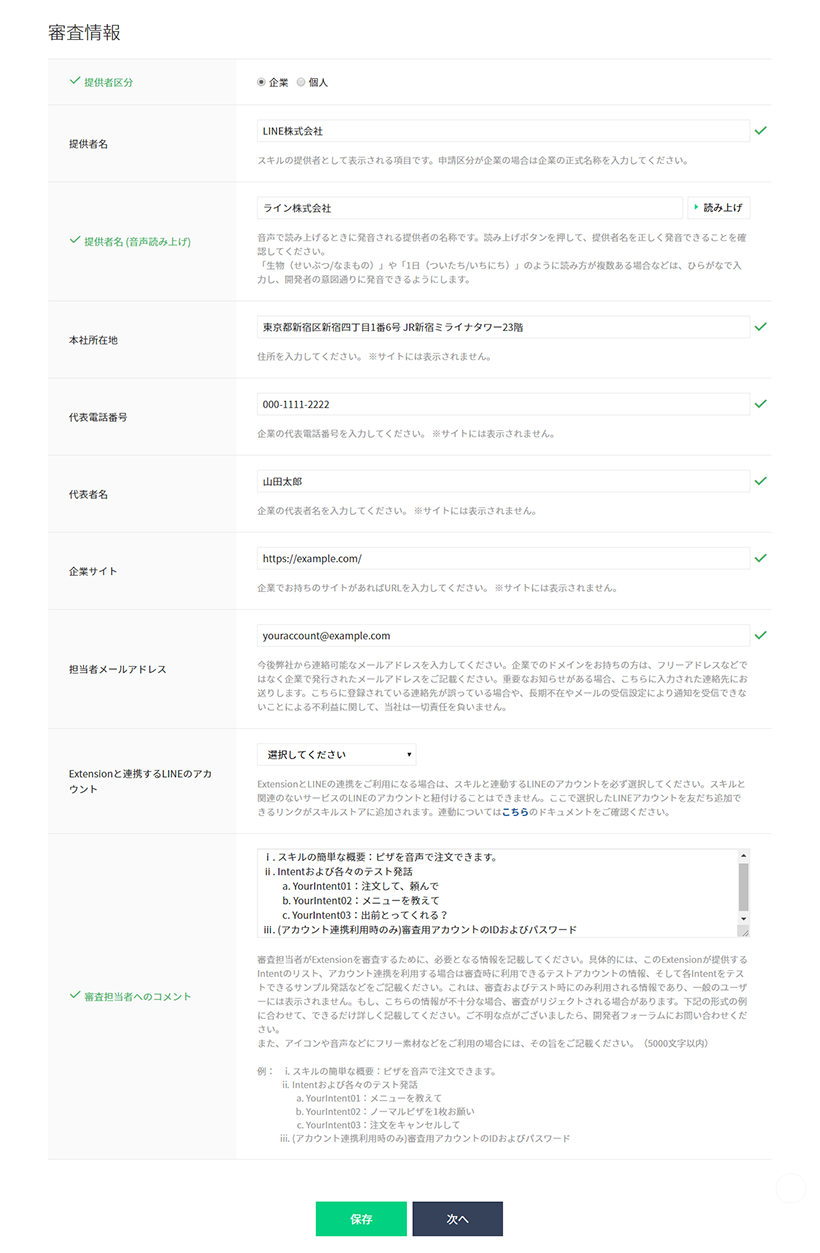 審査情報
提供者区分
企業 個人
提供者名
LINE株式会社
スキルの提供者として表示される項目です。申請区分が企業の場合は企業の正式名称を入力してください。
提供者名 (音声読み上げ)
ライン株式会社
読み上げ
音声で読み上げるときに発音される提供者の名称です。読み上げボタンを押して、提供者名を正しく発音できることを確
認してください。
「生物（せいぶつ/なまもの）」や「1日（ついたち/いちにち）」のように読み方が複数ある場合などは、ひらがなで入
力し、開発者の意図通りに発音できるようにします。
本社所在地
東京都新宿区新宿四丁目1番6号 JR新宿ミライナタワー23階
住所を入力してください。 ※サイトには表示されません。
代表電話番号
000-1111-2222
企業の代表電話番号を入力してください。 ※サイトには表示されません。
代表者名
山田太郎
企業の代表者名を入力してください。 ※サイトには表示されません。
企業サイト
https://example.com/
企業でお持ちのサイトがあればURLを入力してください。 ※サイトには表示されません。
担当者メールアドレス
youraccount@example.com
今後弊社から連絡可能なメールアドレスを入力してください。企業でのドメインをお持ちの方は、フリーアドレスなどで
はなく企業で発行されたメールアドレスをご記載ください。重要なお知らせがある場合、こちらに入力された連絡先にお
送りします。こちらに登録されている連絡先が誤っている場合や、長期不在やメールの受信設定により通知を受信できな
いことによる不利益に関して、当社は一切責任を負いません。
Extensionと連携するLINEのアカ
ウント
選択してください
ExtensionとLINEの連携をご利用になる場合は、スキルと連動するLINEのアカウントを必ず選択してください。スキルと
関連のないサービスのLINEのアカウントと紐付けることはできません。ここで選択したLINEアカウントを友だち追加で
きるリンクがスキルストアに追加されます。連動についてはこちらのドキュメントをご確認ください。
審査担当者へのコメント
ⅰ. スキルの簡単な概要：ピザを音声で注文できます。
ⅱ. Intentおよび各々のテスト発話
a. YourIntent01：注文して、頼んで
b. YourIntent02：メニューを教えて
c. YourIntent03：出前とってくれる？
ⅲ. (アカウント連携利用時のみ)審査用アカウントのIDおよびパスワード
審査担当者がExtensionを審査するために、必要となる情報を記載してください。具体的には、このExtensionが提供する
Intentのリスト、アカウント連携を利用する場合は審査時に利用できるテストアカウントの情報、そして各Intentをテス
トできるサンプル発話などをご記載ください。これは、審査およびテスト時にのみ利用される情報であり、一般のユーザ
ーには表示されません。もし、こちらの情報が不十分な場合、審査がリジェクトされる場合があります。下記の形式の例
に合わせて、できるだけ詳しく記載してください。ご不明な点がございましたら、開発者フォーラムにお問い合わせくだ
さい。
また、アイコンや音声などにフリー素材などをご利用の場合には、その旨をご記載ください。（5000文字以内）
例： i. スキルの簡単な概要：ピザを音声で注文できます。
ii. Intentおよび各々のテスト発話
a. YourIntent01：メニューを教えて
b. YourIntent02：ノーマルピザを1枚お願い
c. YourIntent03：注文をキャンセルして
iii. (アカウント連携利用時のみ)審査用アカウントのIDおよびパスワード
保存 次へ